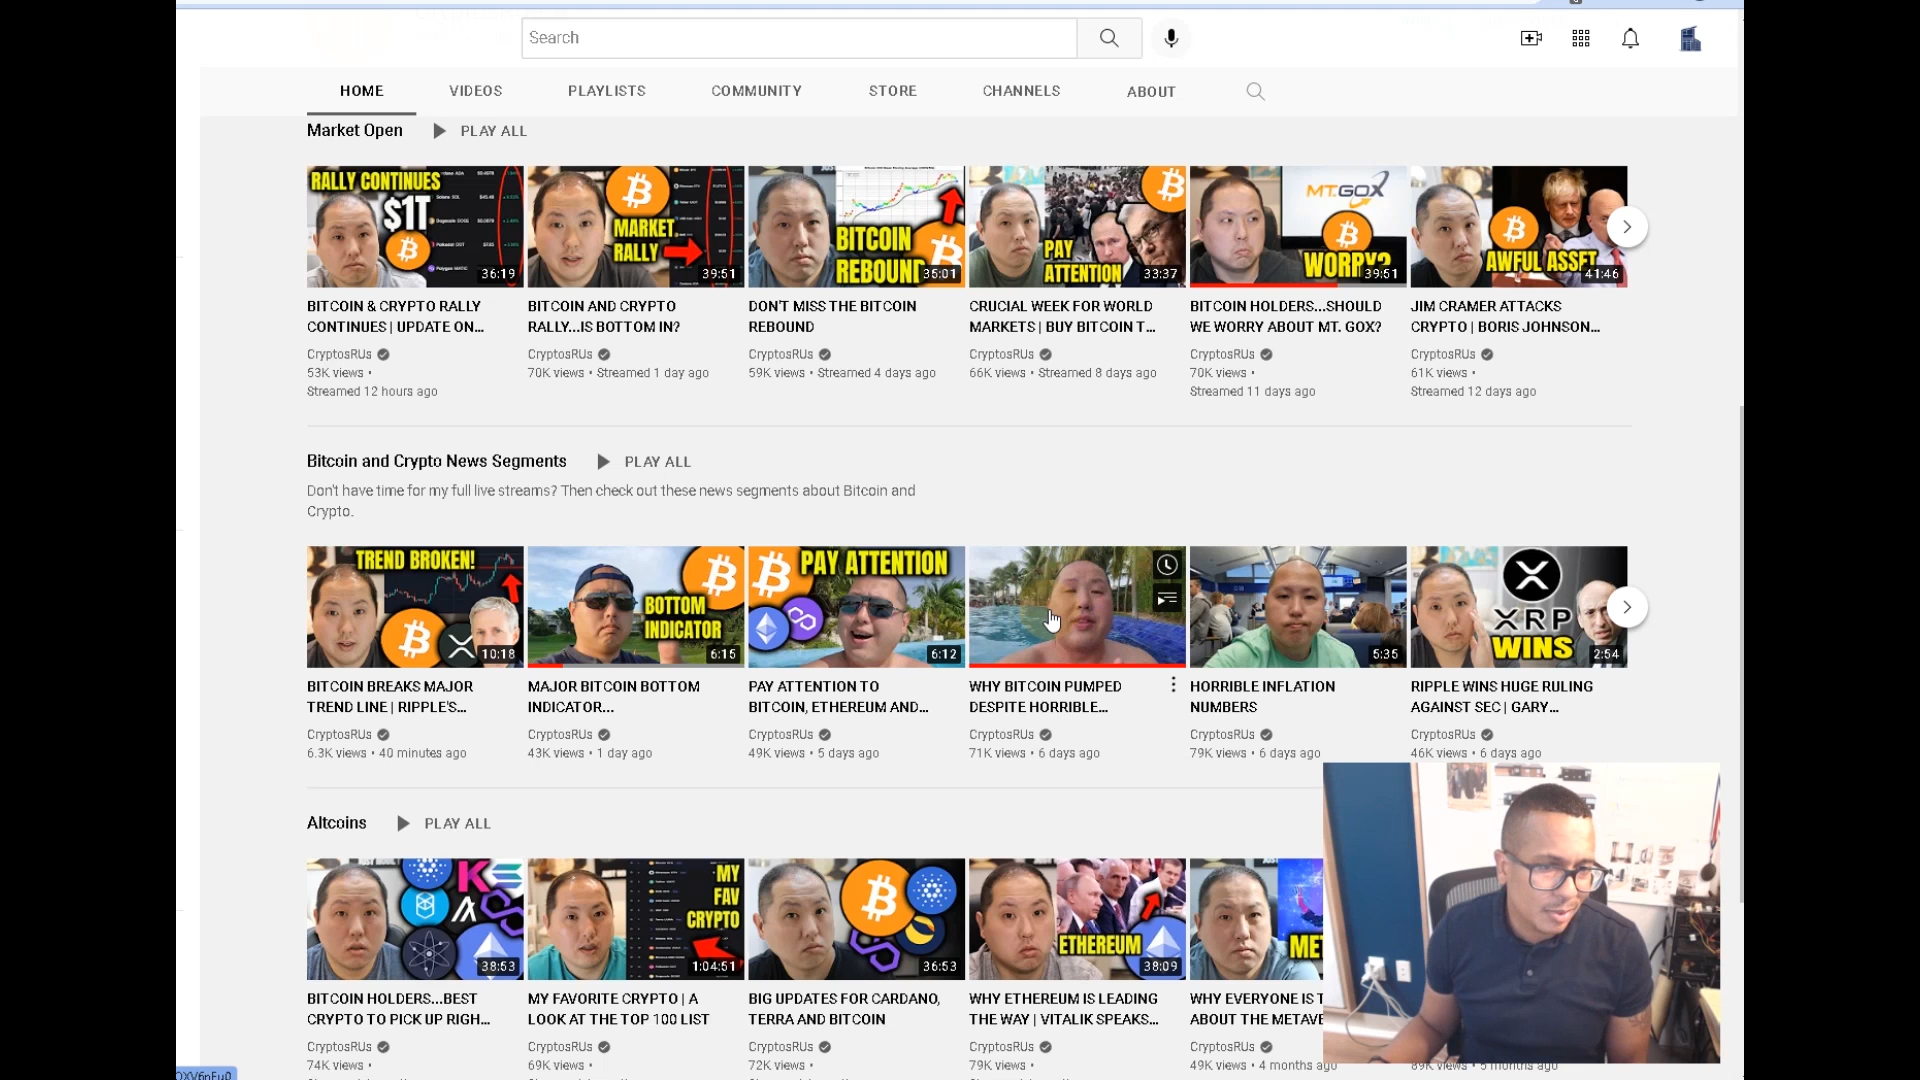 Search
HOME VIDEOS PLAYLISTS COMMUNITY STORE CHANNELS ABOUT
Market Open PLAY ALL
RALLY CONTINUES
$1T
36:19
MARKET
RALLY
39:51
BITCOIN
REBOUND
35:01
PAY
ATTENTION
33:37
MT.GOX
WORRY?
39:51
AWFUL ASSET
41:46
BITCOIN & CRYPTO RALLY
CONTINUES | UPDATE ON...
CryptosRUs
53K views •
Streamed 12 hours ago
BITCOIN AND CRYPTO
RALLY...IS BOTTOM IN?
CryptosRUs
70K views • Streamed 1 day ago
DON'T MISS THE BITCOIN
REBOUND
CryptosRUs
59K views • Streamed 4 days ago
CRUCIAL WEEK FOR WORLD
MARKETS | BUY BITCOIN T...
CryptosRUs
66K views • Streamed 8 days ago
BITCOIN HOLDERS...SHOULD
WE WORRY ABOUT MT. GOX?
CryptosRUs
70K views •
Streamed 11 days ago
JIM CRAMER ATTACKS
CRYPTO | BORIS JOHNSON...
CryptosRUs
61K views •
Streamed 12 days ago
Bitcoin and Crypto News Segments PLAY ALL
Don't have time for my full live streams? Then check out these news segments about Bitcoin and
Crypto.
TREND BROKEN!
10:18
BOTTOM
INDICATOR
6:15
PAY ATTENTION
6:12
5:35
XRP
WINS
2:54
BITCOIN BREAKS MAJOR
TREND LINE | RIPPLE'S...
CryptosRUs
6.3K views • 40 minutes ago
MAJOR BITCOIN BOTTOM
INDICATOR...
CryptosRUs
43K views • 1 day ago
PAY ATTENTION TO
BITCOIN, ETHEREUM AND...
CryptosRUs
49K views • 5 days ago
WHY BITCOIN PUMPED
DESPITE HORRIBLE...
CryptosRUs
71K views • 6 days ago
HORRIBLE INFLATION
NUMBERS
CryptosRUs
79K views • 6 days ago
RIPPLE WINS HUGE RULING
AGAINST SEC | GARY...
CryptosRUs
46K views • 6 days ago
Altcoins PLAY ALL
38:53
MY
FAV
CRYPTO
1:04:51
36:53
ETHEREUM
38:09
MET
BITCOIN HOLDERS...BEST
CRYPTO TO PICK UP RIGH...
CryptosRUs
74K views •
MY FAVORITE CRYPTO | A
LOOK AT THE TOP 100 LIST
CryptosRUs
69K views •
BIG UPDATES FOR CARDANO,
TERRA AND BITCOIN
CryptosRUs
72K views •
WHY ETHEREUM IS LEADING
THE WAY | VITALIK SPEAKS...
CryptosRUs
79K views •
WHY EVERYONE IS T
ABOUT THE METAVE
CryptosRUs
49K views • 4 months ago
89K views • 5 months ago